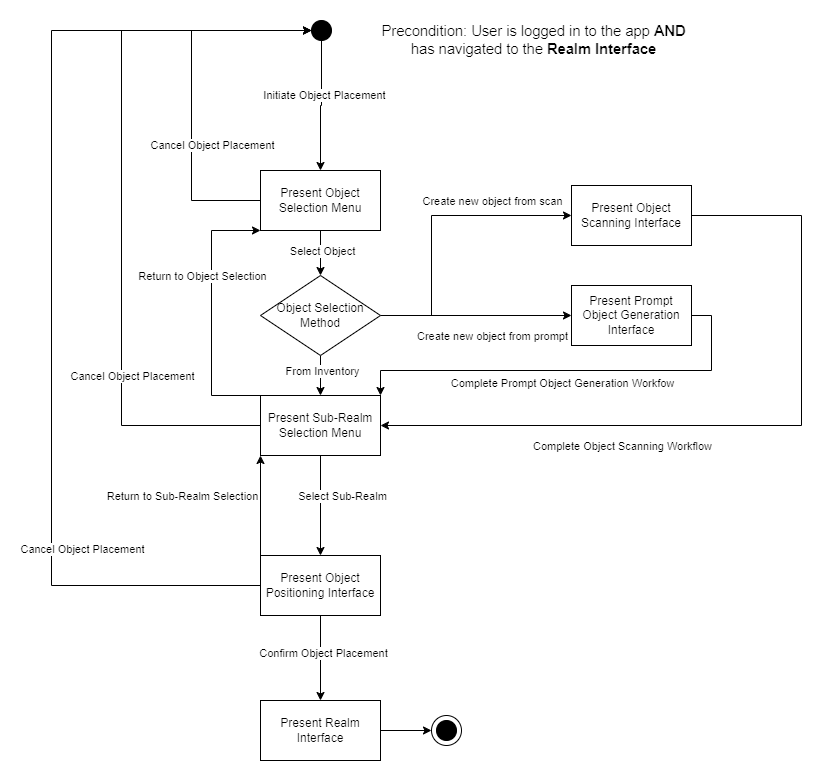 Precondition: User is logged in to the app AND
has navigated to the Realm Interface
Initiate Object Placement
Cancel Object Placement
Present Object
Selection Menu
Create new object from scan
Present Object
Scanning Interface
Select Object
Return to Object Selection
Object Selection
Method
Present Prompt
Object Generation
Interface
Create new object from prompt
From Inventory
Cancel Object Placement
Complete Prompt Object Generation Workfow
Present Sub-Realm
Selection Menu
Complete Object Scanning Workflow
Return to Sub-Realm Selection
Select Sub-Realm
Cancel Object Placement
Present Object
Positioning Interface
Confirm Object Placement
Present Realm
Interface